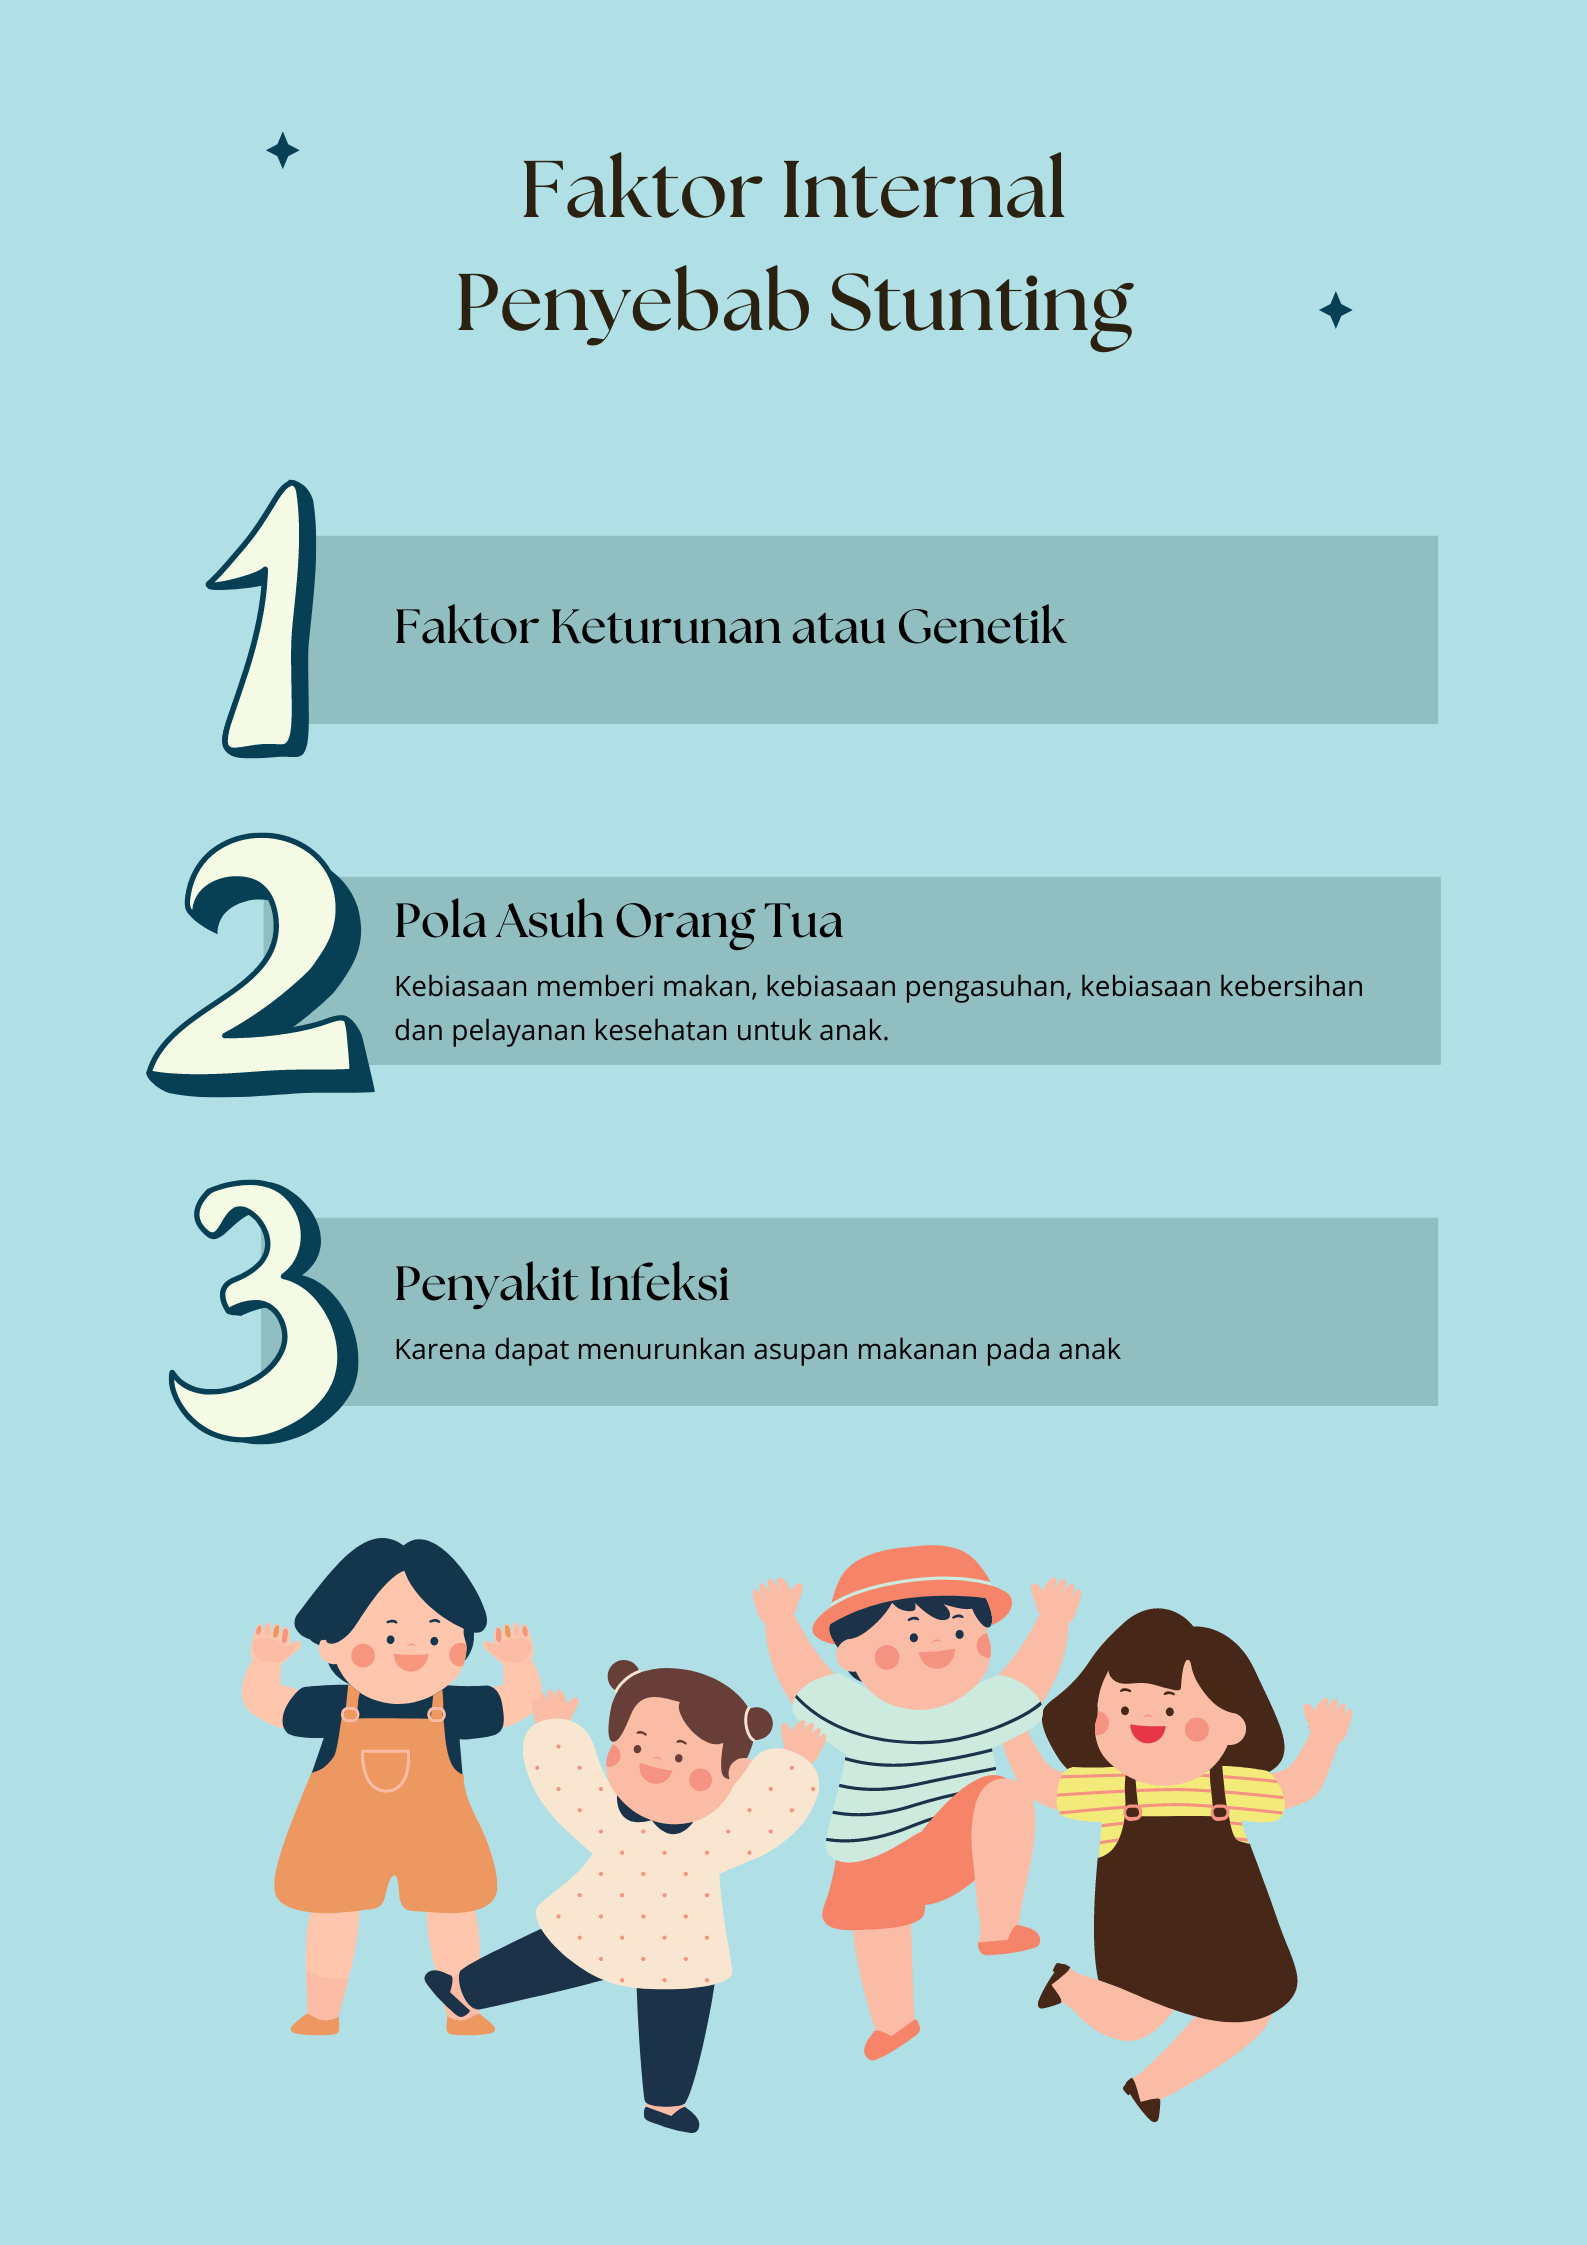 Faktor Internal
Penyebab Stunting
1
Faktor Keturunan atau Genetik
2
Pola Asuh Orang Tua
Kebiasaan memberi makan, kebiasaan pengasuhan, kebiasaan kebersihan
dan pelayanan kesehatan untuk anak.
3
Penyakit Infeksi
Karena dapat menurunkan asupan makanan pada anak